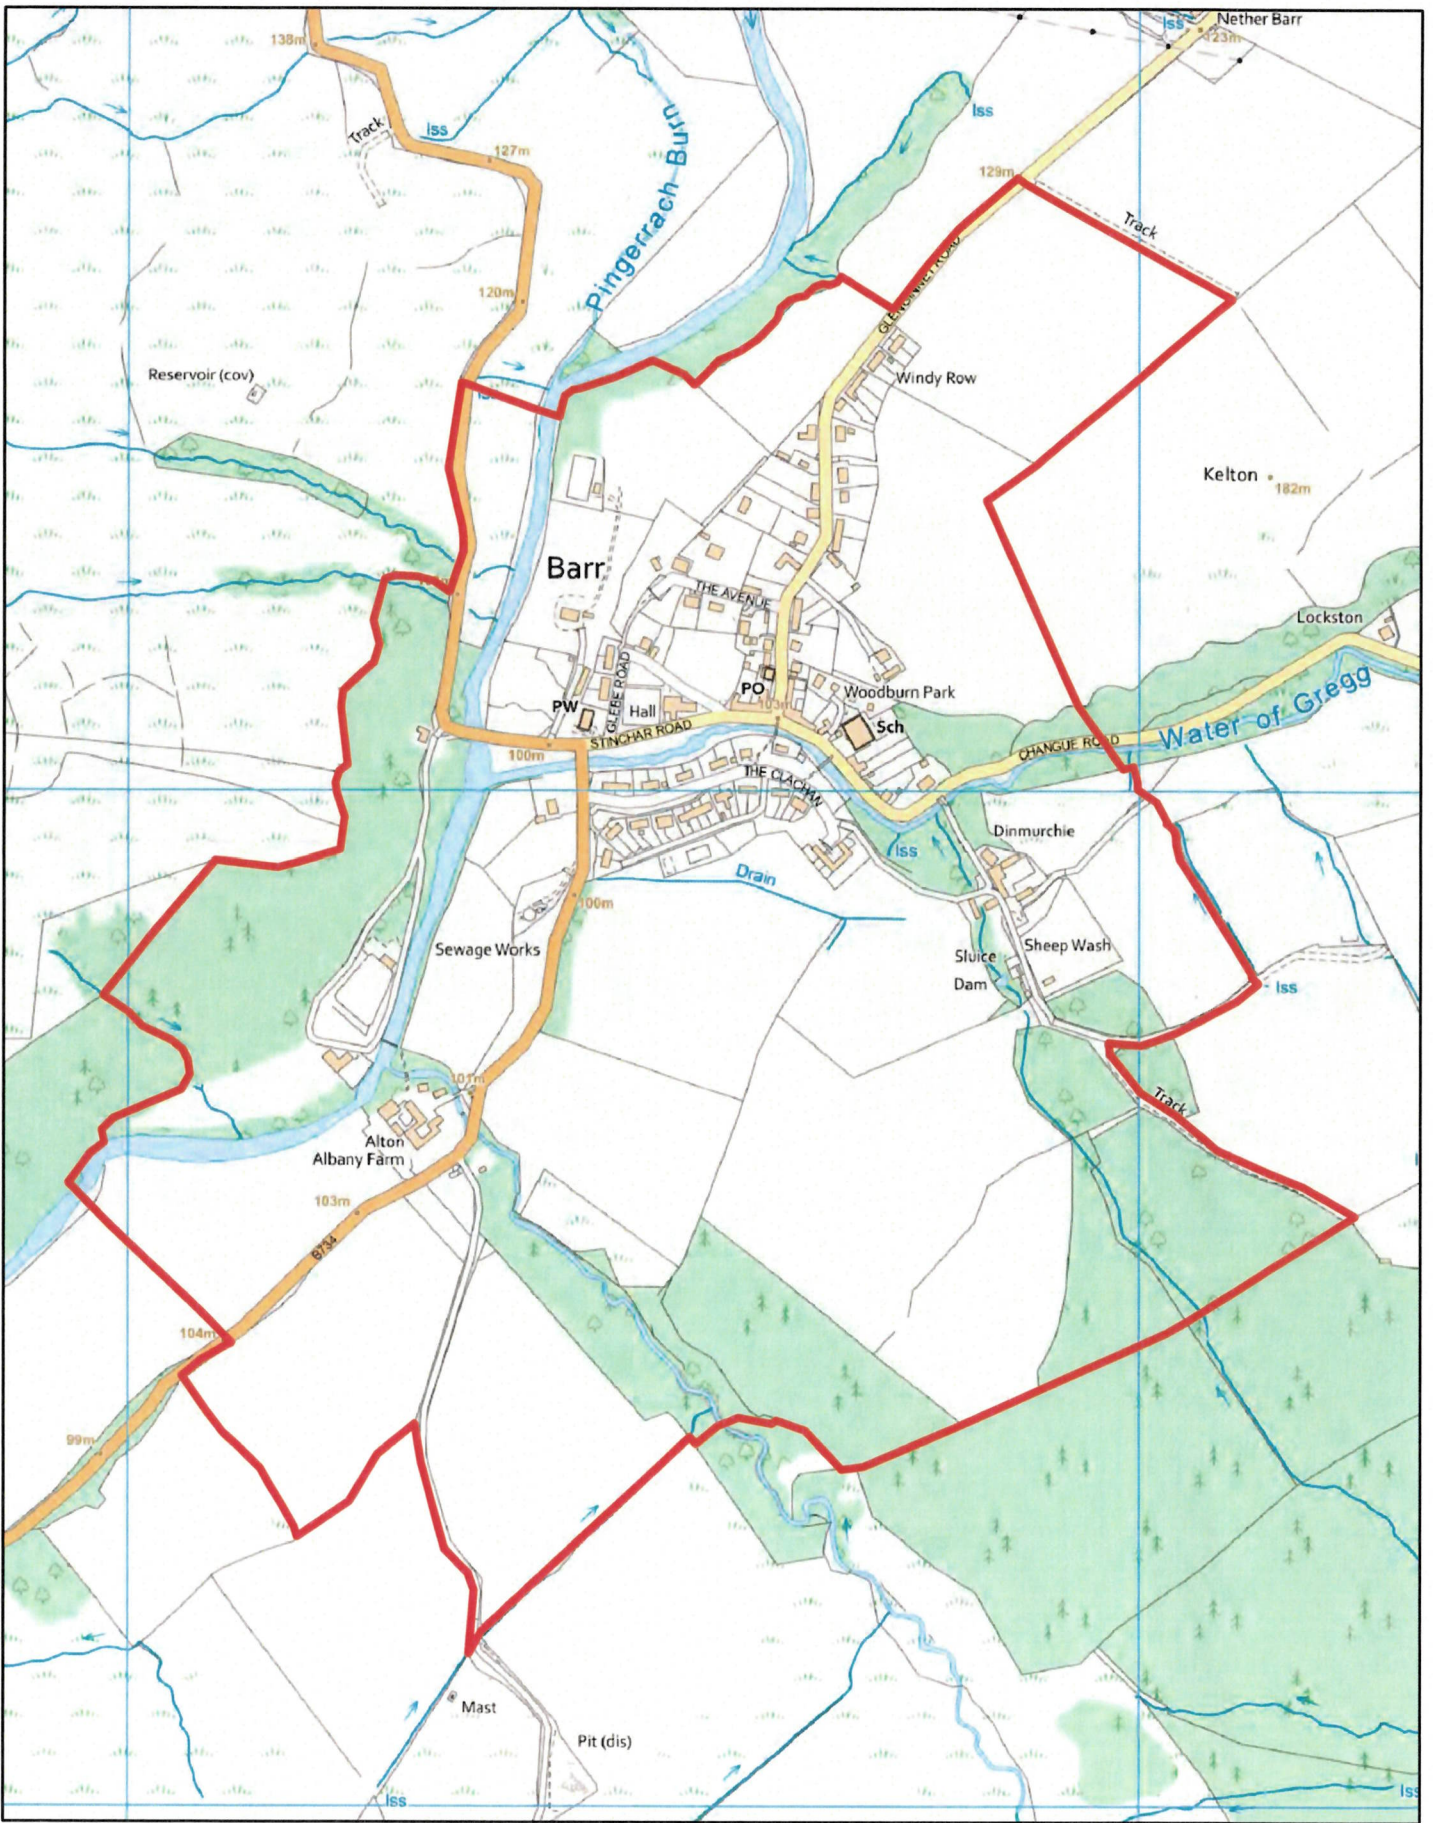 Nether Barr
Iss
123m
138m
Track
Iss
127m
Pingerrach Burn
Iss
129m
Track
120m
GLENGINNET ROAD
Reservoir (cov)
Windy Row
Kelton
182m
Barr
THE AVENUE
Lockston
GLEBE ROAD
PO
Woodburn Park
PW
Hall
103m
Sch
STINCHAR ROAD
100m
CHANGUE ROAD
Water of Gregg
THE CLACHAN
Dinmurchie
Iss
Drain
100m
Sewage Works
Sheep Wash
Sluice
Dam
Iss
101m
Track
Alton
Albany Farm
103m
B734
104m
99m
Mast
Pit (dis)
Iss
Iss